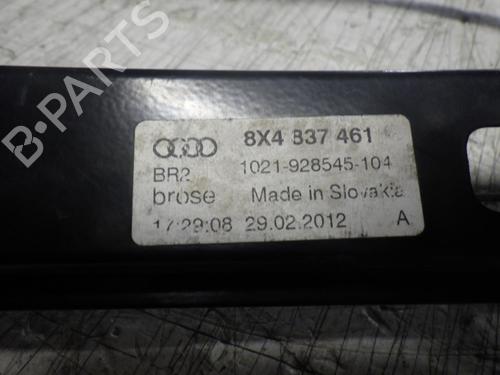 8X4 837 461
BR2 1021-928545-104
brose Made in Slovakia
17:29:08 29.02.2012 A
B-PARTS